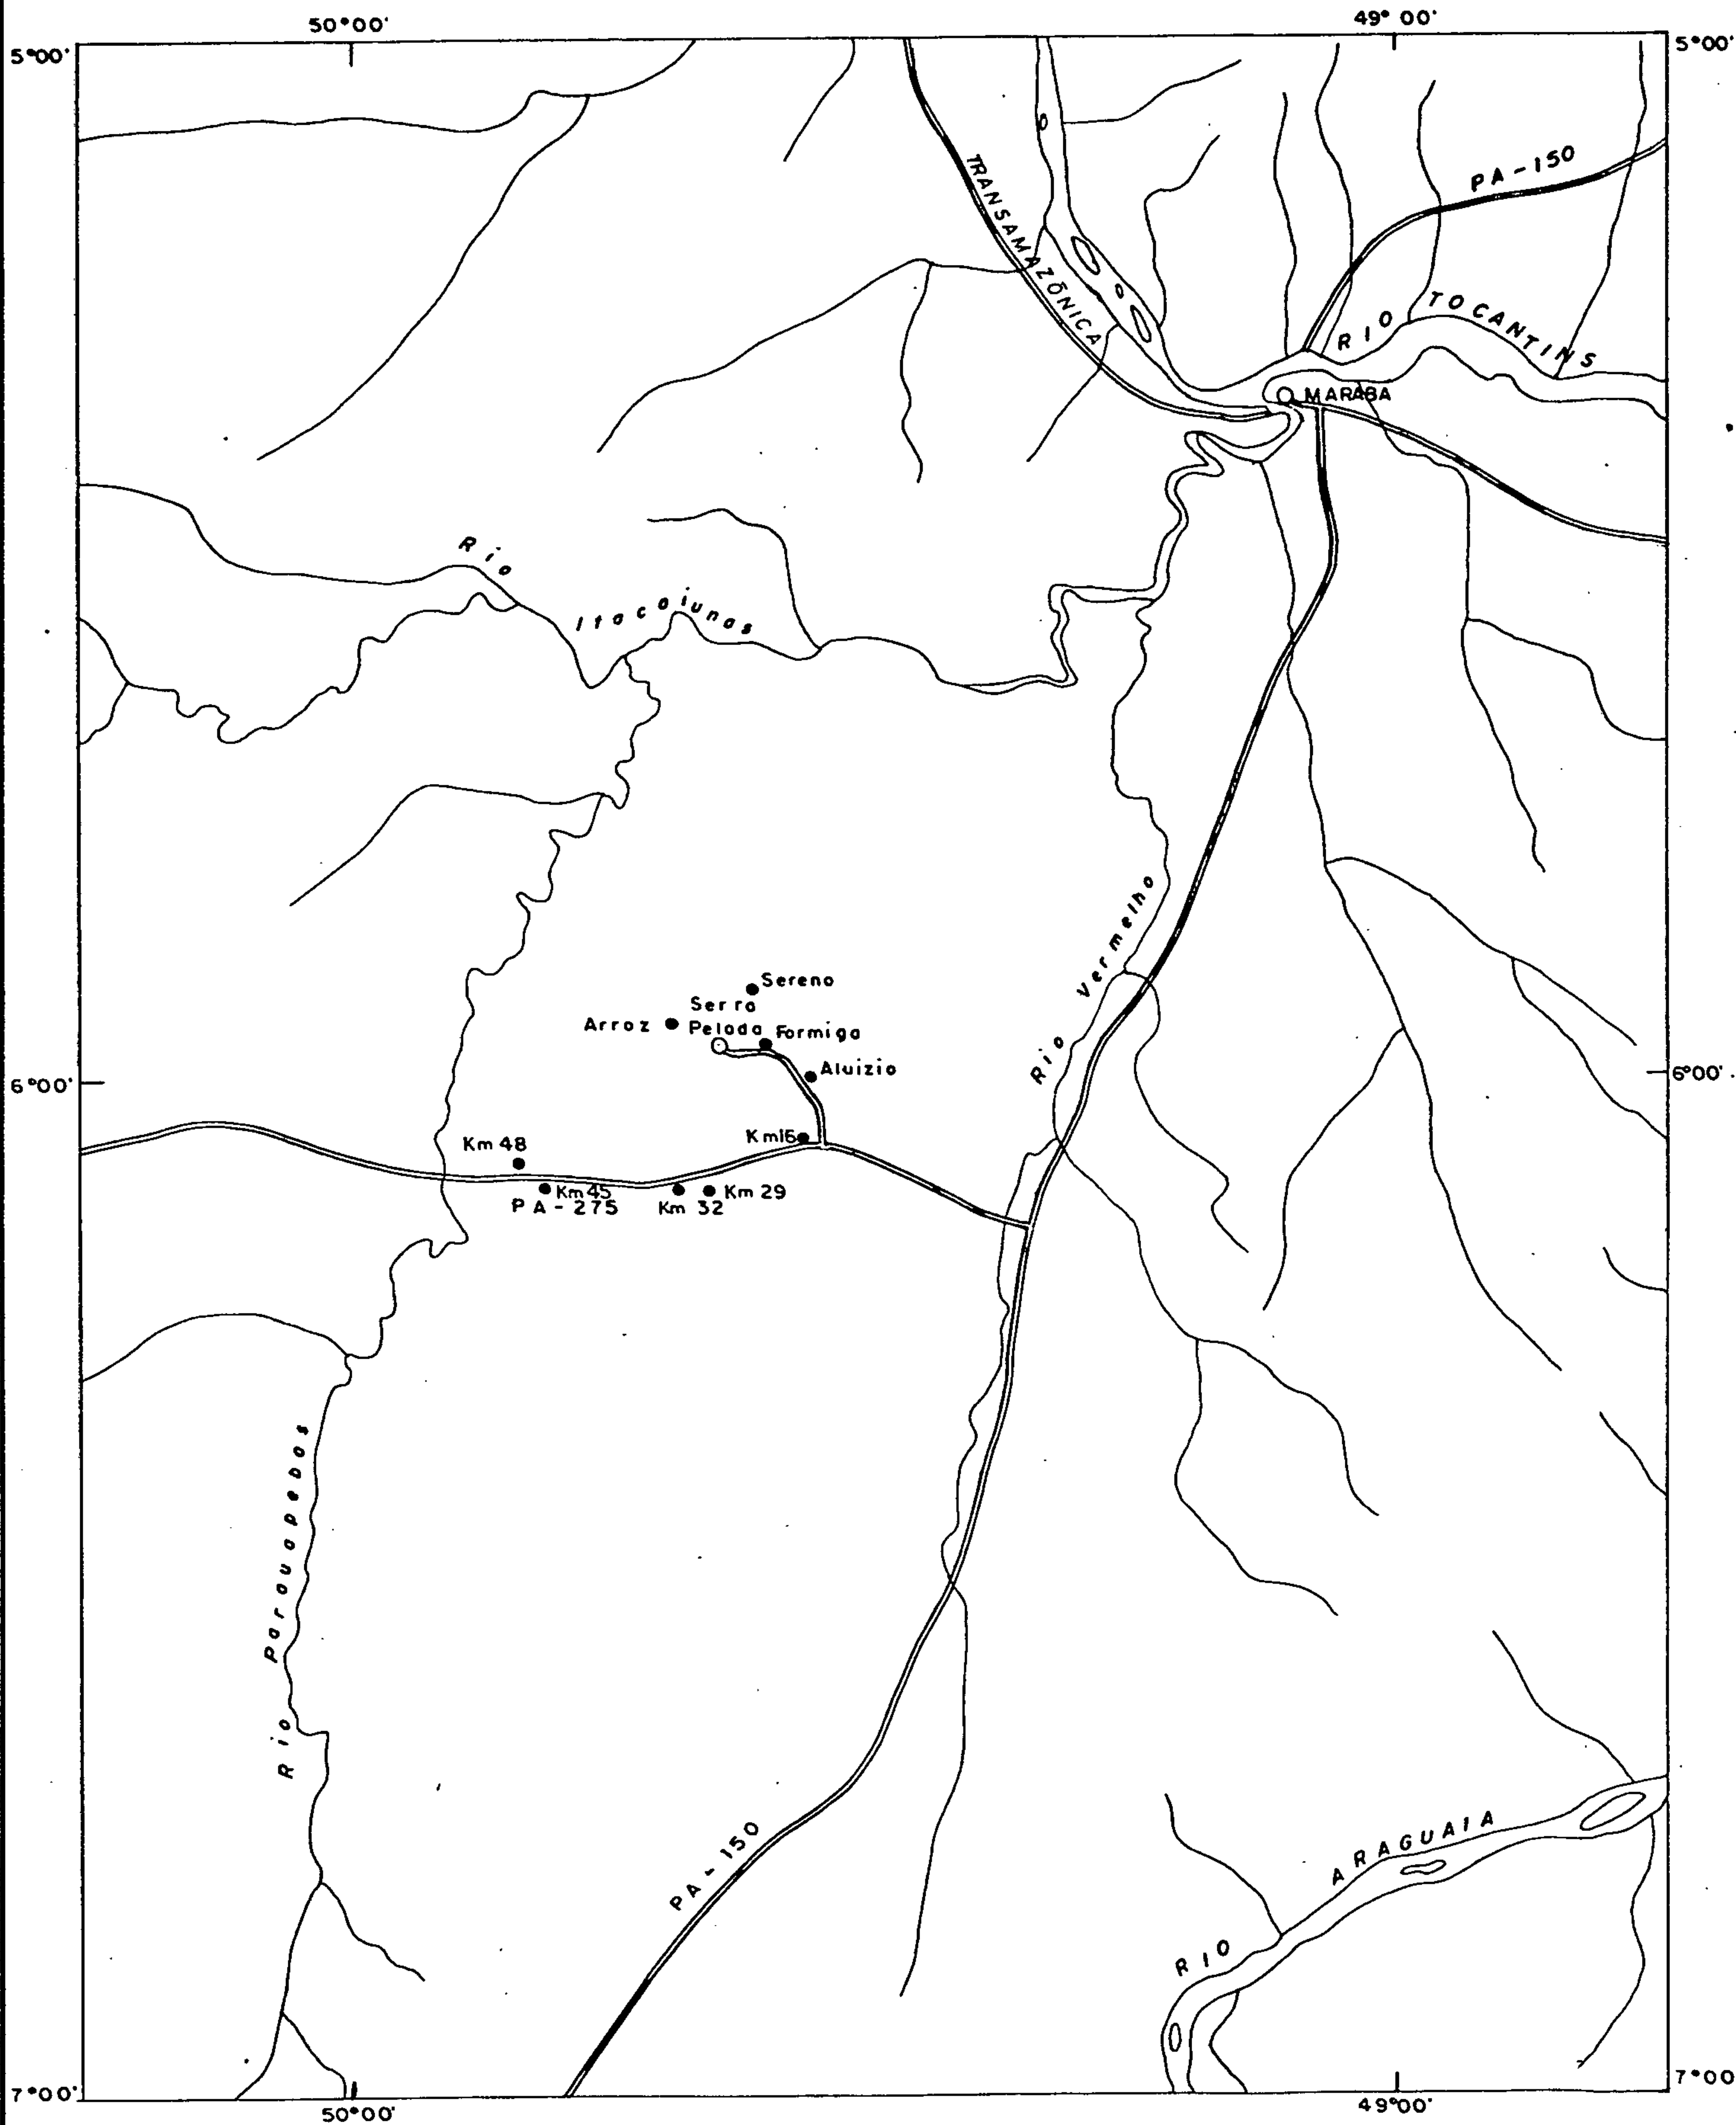 50°00'
49°00'
5°00'
5°00'
PA-150
TRANSAMAZÔNICA
RIO TOCANTINS
MARABA
Rio
Itacaiunas
Rio Vermelho
Sereno
Serra
Pelada
Arroz
Formiga
Aluizio
6°00'
6°00'
Km 48
Km16
Km 45
Km 29
PA-275
Km 32
Rio Parauapebas
PA-150
RIO ARAGUAIA
7°00'
7°00
50°00'
49°00'